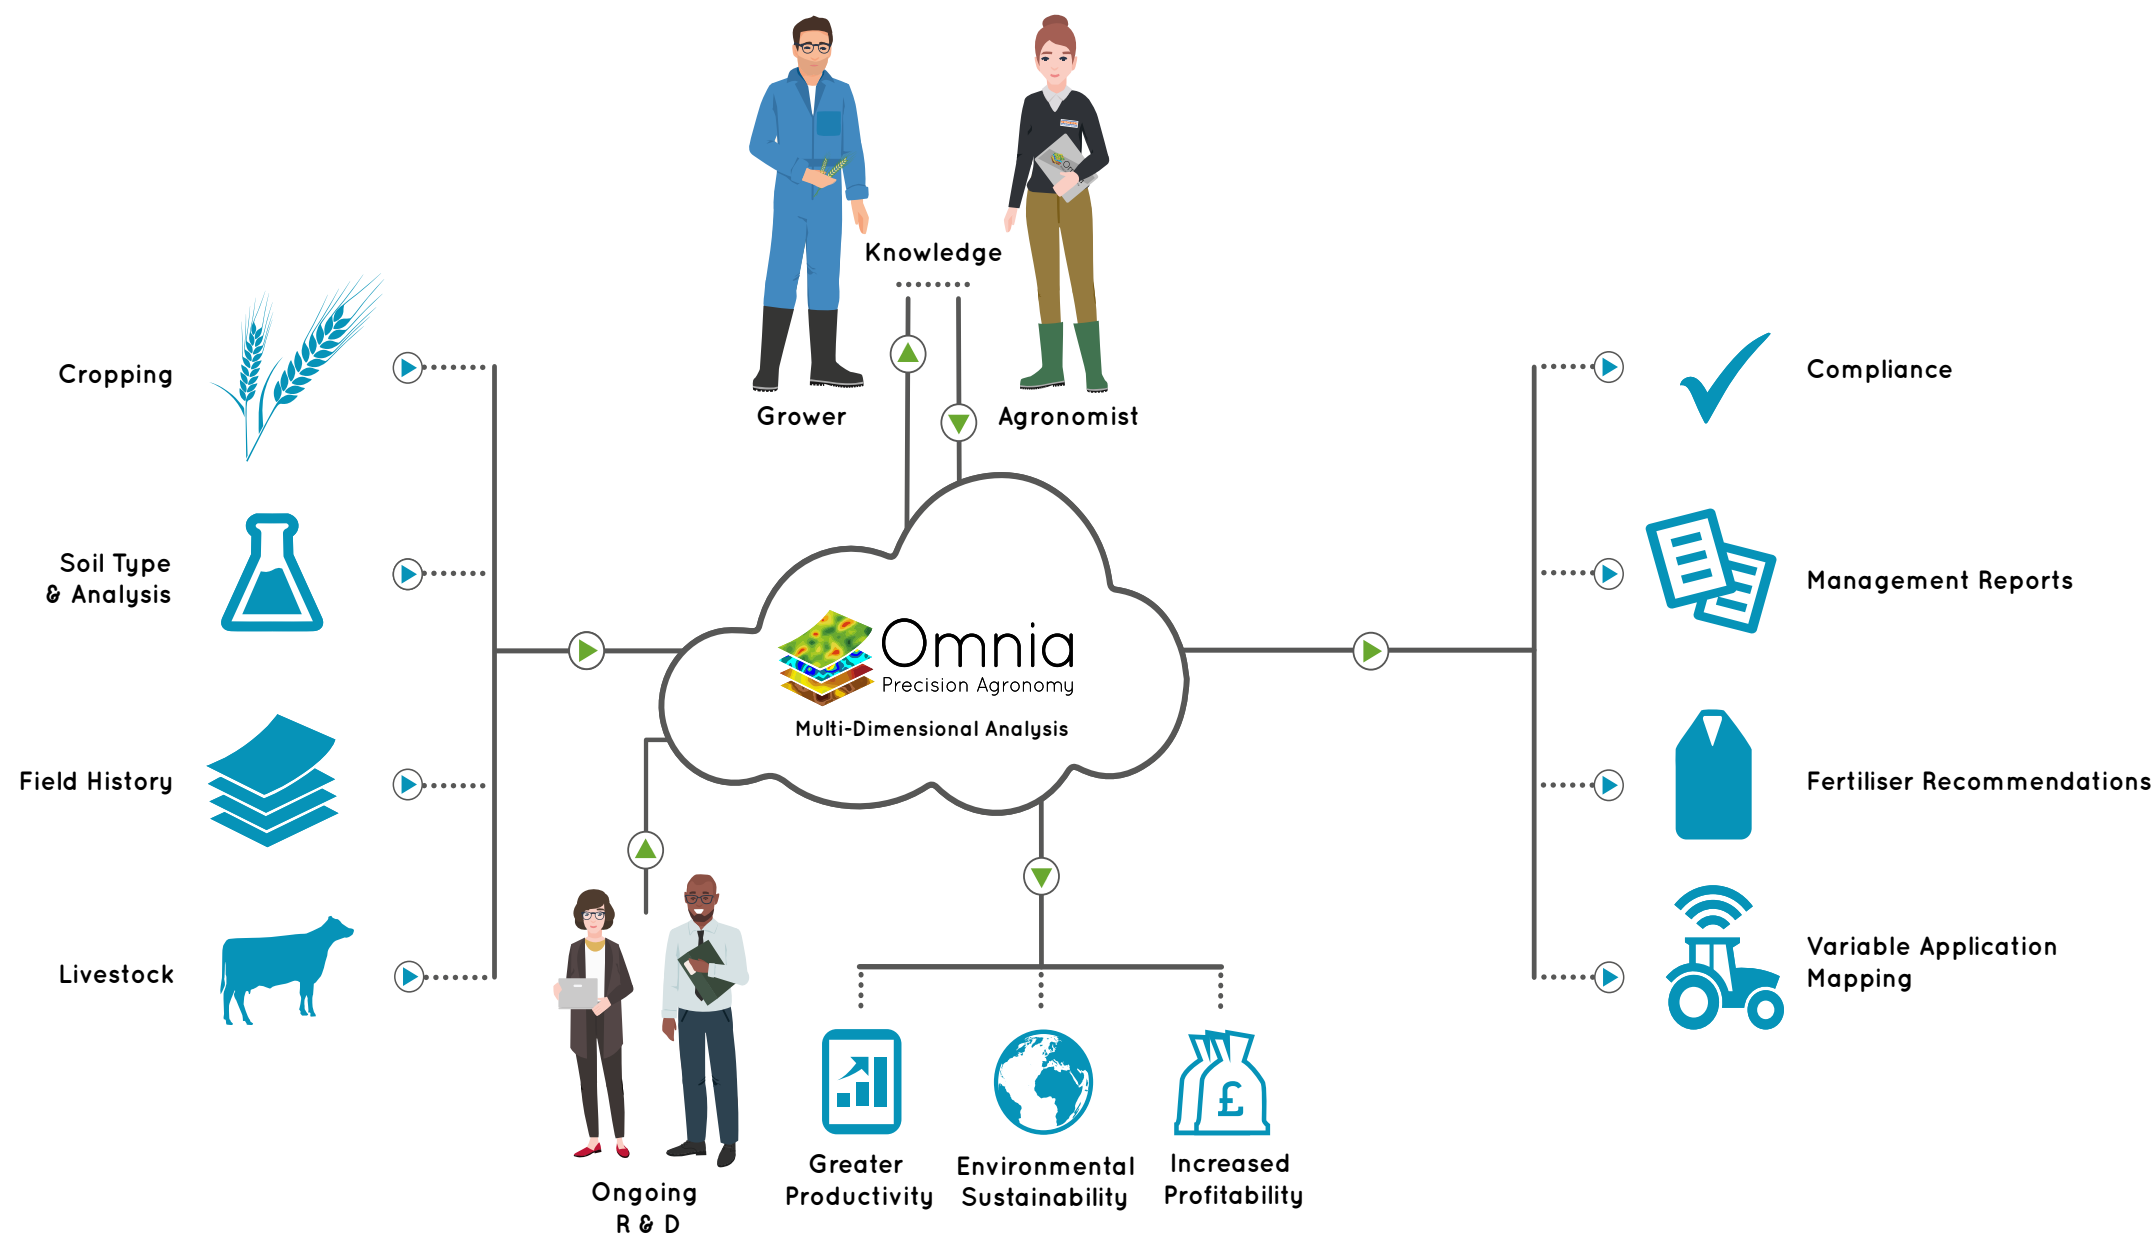 Knowledge
Grower
Agronomist
Cropping
Soil Type
& Analysis
Field History
Livestock
Omnia
Precision Agronomy
Multi-Dimensional Analysis
Compliance
Management Reports
Fertiliser Recommendations
Variable Application
Mapping
Ongoing
R & D
Greater
Productivity
Environmental
Sustainability
£
Increased
Profitability